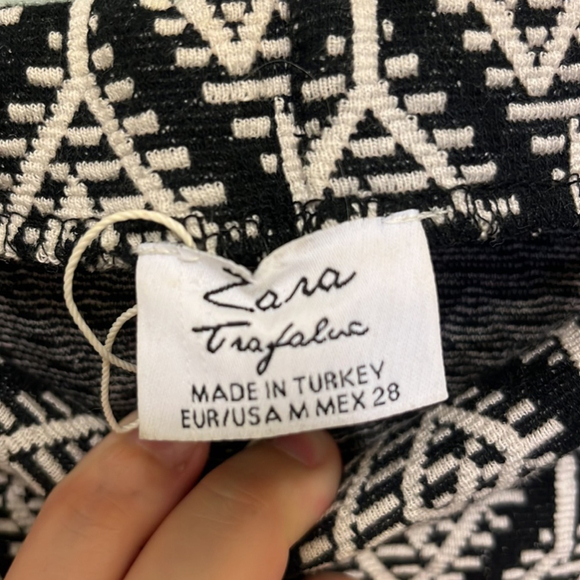 Zara
Trafaluc
MADE IN TURKEY
EUR/USA M MEX 28